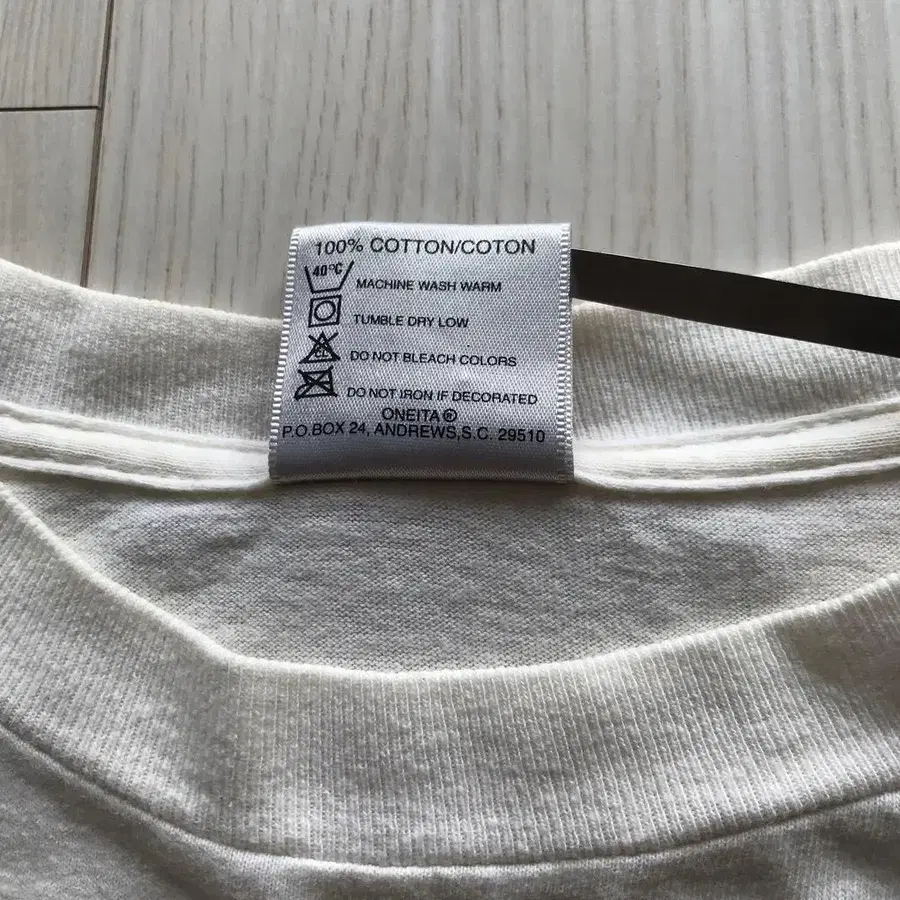 100% COTTON/COTON
40°C
MACHINE WASH WARM
TUMBLE DRY LOW
DO NOT BLEACH COLORS
DO NOT IRON IF DECORATED
ONEITA ®
P.O.BOX 24, ANDREWS,S.C. 29510